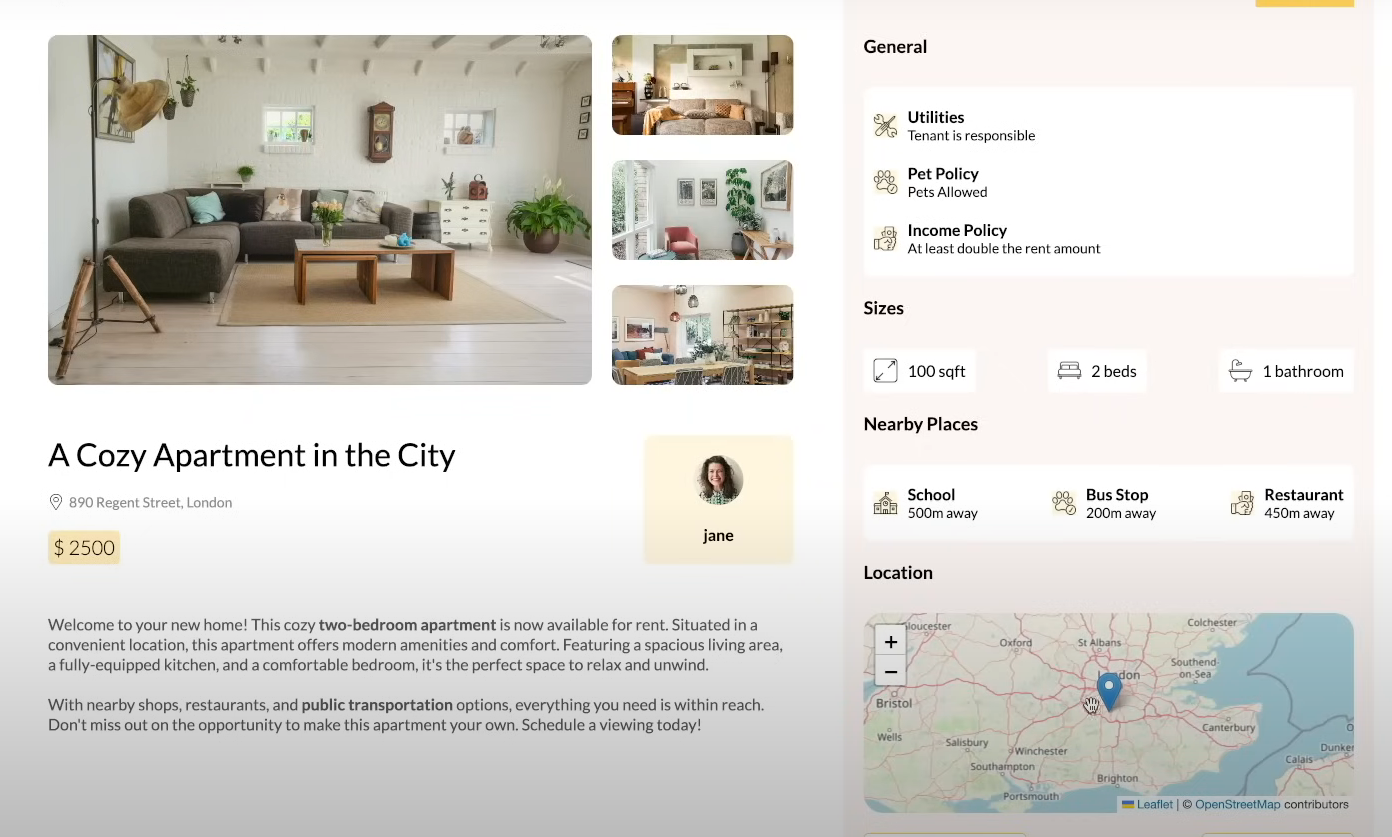 A Cozy Apartment in the City
890 Regent Street, London
$ 2500
jane
Welcome to your new home! This cozy two-bedroom apartment is now available for rent. Situated in a
convenient location, this apartment offers modern amenities and comfort. Featuring a spacious living area,
a fully-equipped kitchen, and a comfortable bedroom, it's the perfect space to relax and unwind.
With nearby shops, restaurants, and public transportation options, everything you need is within reach.
Don't miss out on the opportunity to make this apartment your own. Schedule a viewing today!
General
Utilities
Tenant is responsible
Pet Policy
Pets Allowed
Income Policy
At least double the rent amount
Sizes
100 sqft
2 beds
1 bathroom
Nearby Places
School
500m away
Bus Stop
200m away
Restaurant
450m away
Location
+
−
Oxford
St Albans
Colchester
Southend-
on-Sea
Bristol
Wells
Salisbury
Winchester
Canterbury
Southampton
Brighton
Portsmouth
Calais
Leaflet | © OpenStreetMap contributors